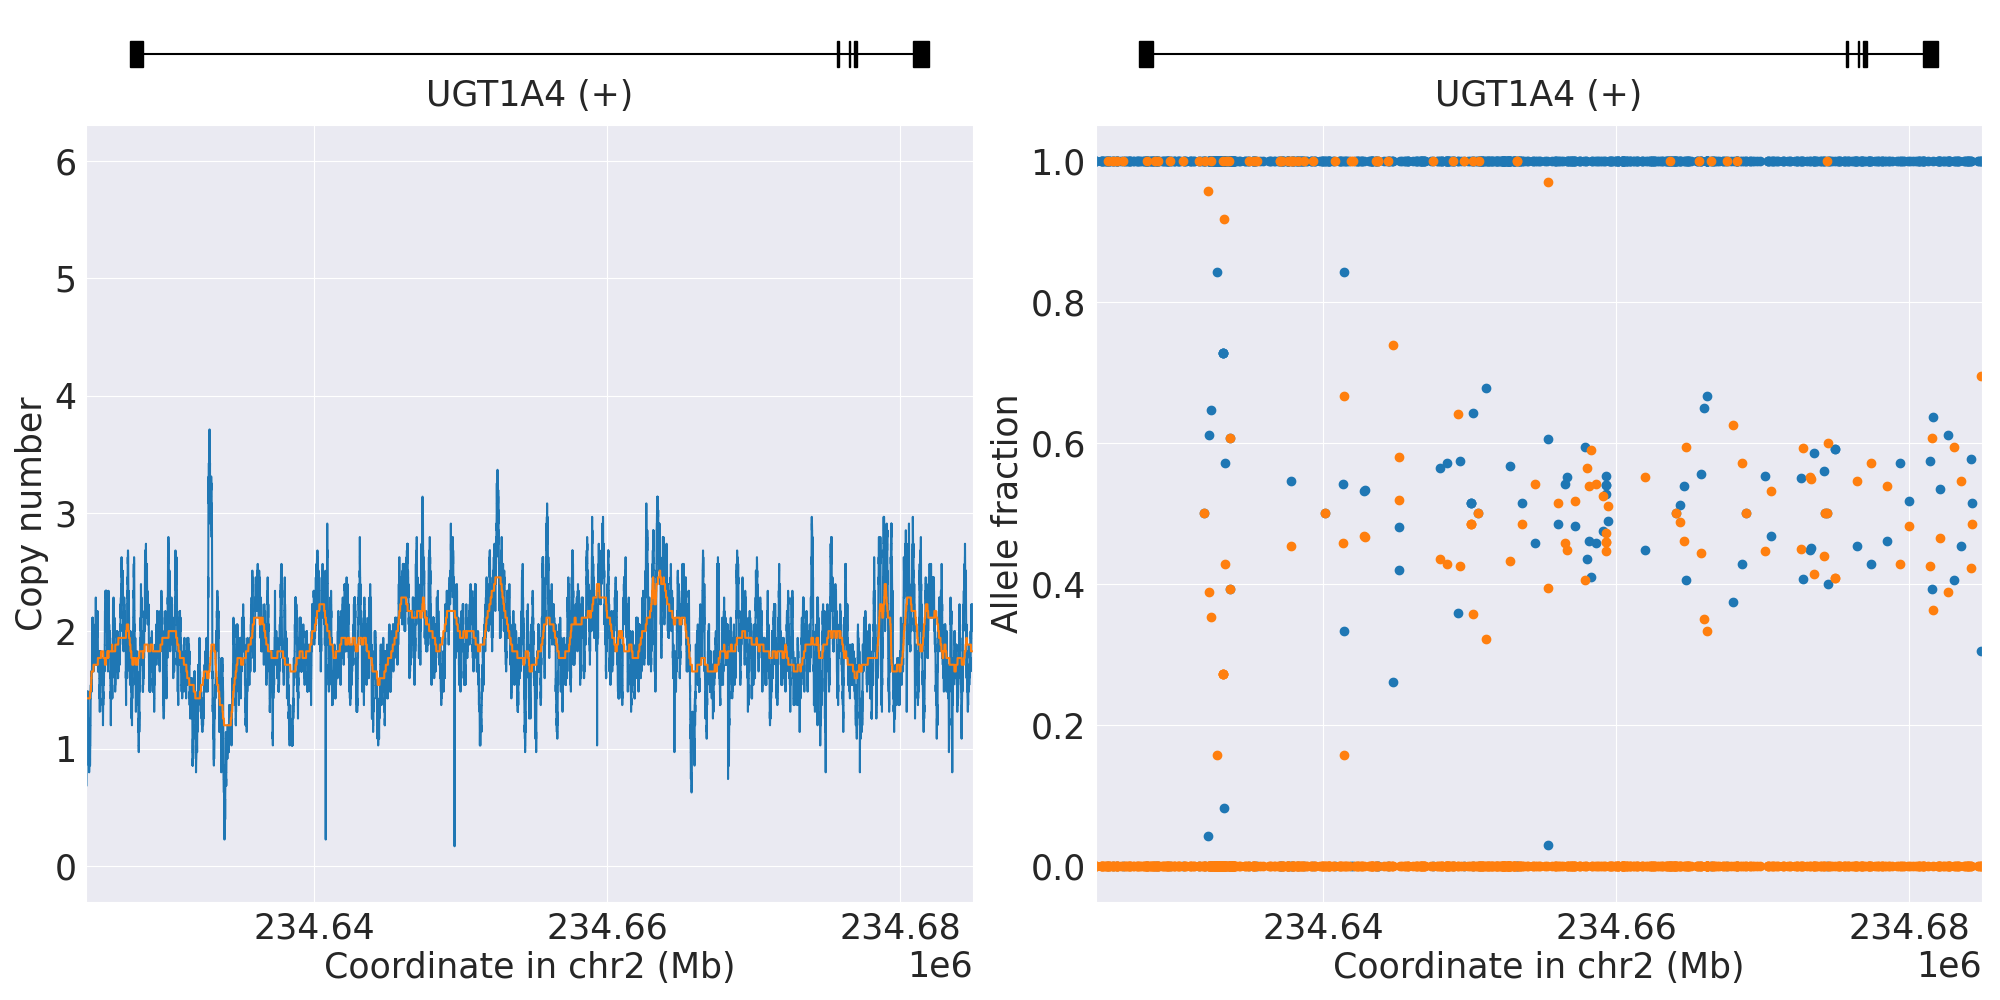 UGT1A4 (+)
6
5
4
3
2
1
0
Copy number
234.64 234.66 234.68
1e6
Coordinate in chr2 (Mb)
UGT1A4 (+)
1.0
0.8
0.6
0.4
0.2
0.0
Allele fraction
234.64 234.66 234.68
1e6
Coordinate in chr2 (Mb)